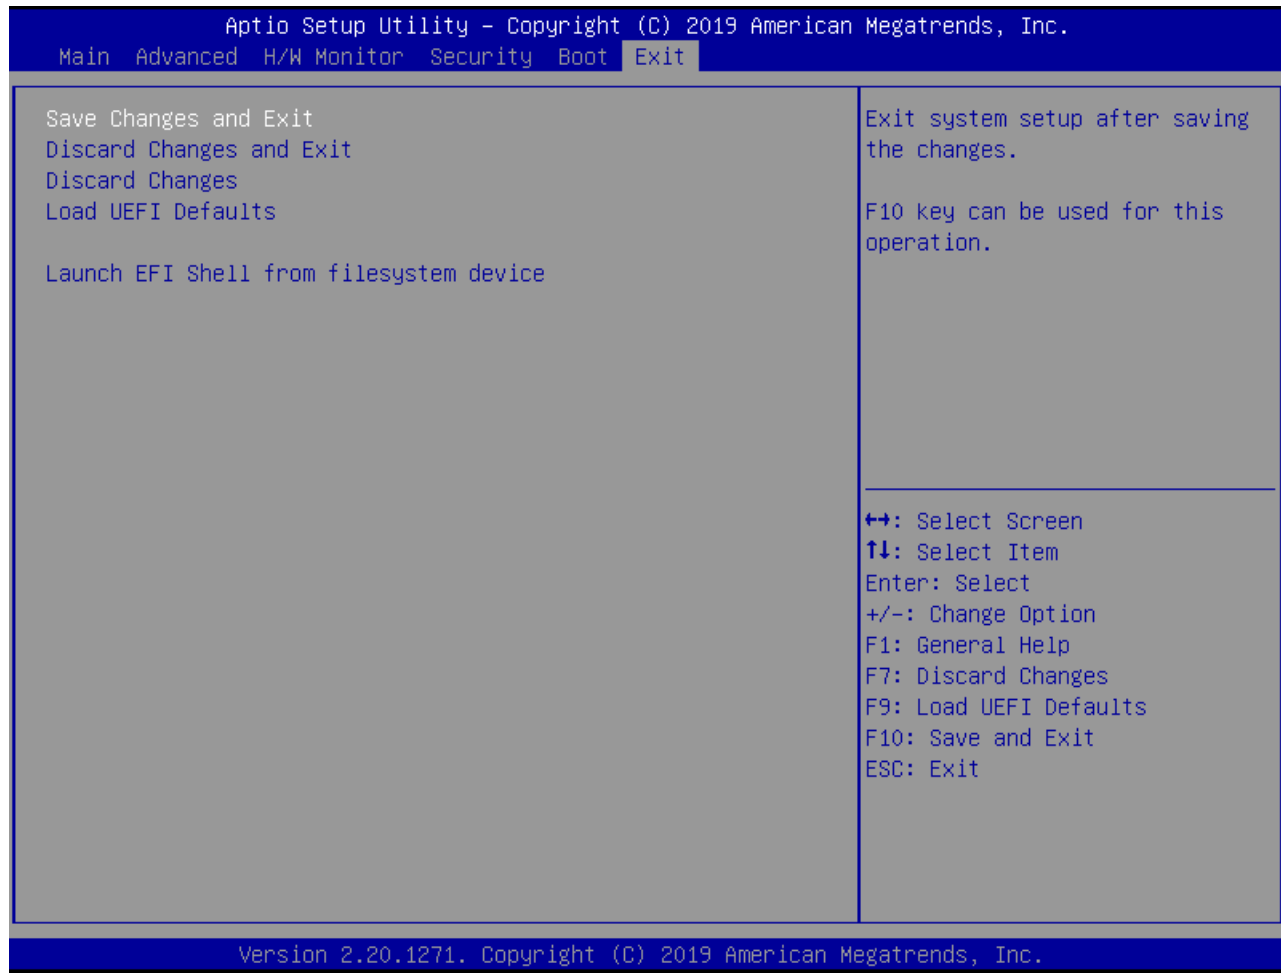 Aptio Setup Utility – Copyright (C) 2019 American Megatrends, Inc.
Main Advanced H/W Monitor Security Boot Exit
Save Changes and Exit
Discard Changes and Exit
Discard Changes
Load UEFI Defaults
Launch EFI Shell from filesystem device
Exit system setup after saving
the changes.
F10 key can be used for this
operation.
↔: Select Screen
↑↓: Select Item
Enter: Select
+/-: Change Option
F1: General Help
F7: Discard Changes
F9: Load UEFI Defaults
F10: Save and Exit
ESC: Exit
Version 2.20.1271. Copyright (C) 2019 American Megatrends, Inc.